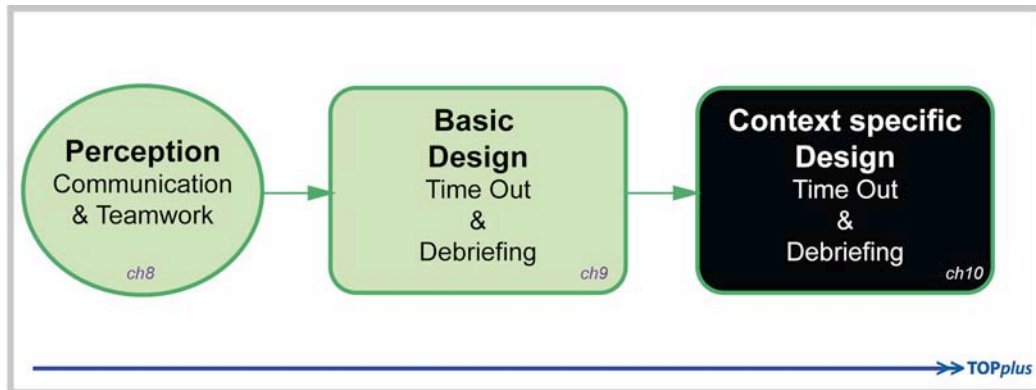 Perception
Communication
& Teamwork
ch8
Basic
Design
Time Out
&
Debriefing
ch9
Context specific
Design
Time Out
&
Debriefing
ch10
TOPplus